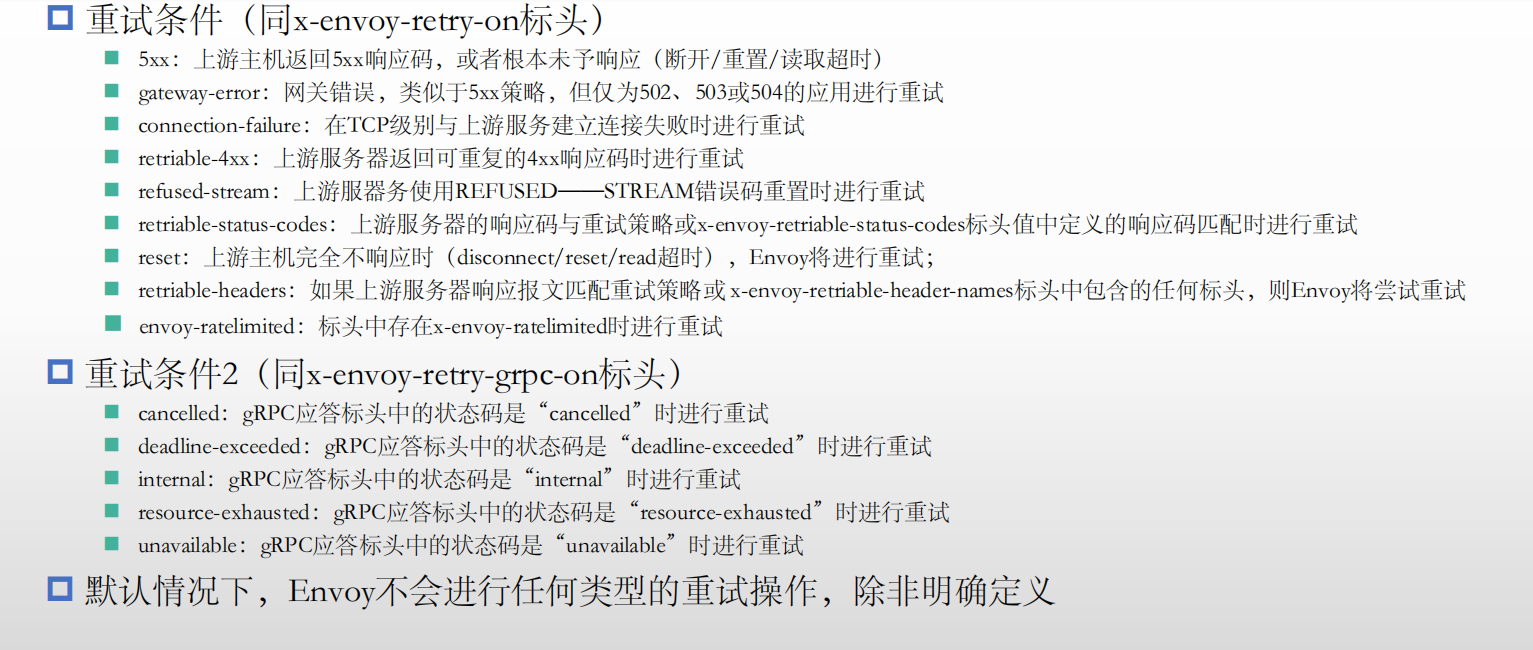 重试条件（同x-envoy-retry-on标头）
5xx：上游主机返回5xx响应码，或者根本未予响应（断开/重置/读取超时）
gateway-error：网关错误，类似于5xx策略，但仅为502、503或504的应用进行重试
connection-failure：在TCP级别与上游服务建立连接失败时进行重试
retriable-4xx：上游服务器返回可重复的4xx响应码时进行重试
refused-stream：上游服器务使用REFUSED——STREAM错误码重置时进行重试
retriable-status-codes：上游服务器的响应码与重试策略或x-envoy-retriable-status-codes标头值中定义的响应码匹配时进行重试
reset：上游主机完全不响应时（disconnect/reset/read超时），Envoy将进行重试；
retriable-headers：如果上游服务器响应报文匹配重试策略或x-envoy-retriable-header-names标头中包含的任何标头，则Envoy将尝试重试
envoy-ratelimited：标头中存在x-envoy-ratelimited时进行重试
重试条件2（同x-envoy-retry-grpc-on标头）
cancelled：gRPC应答标头中的状态码是“cancelled”时进行重试
deadline-exceeded：gRPC应答标头中的状态码是“deadline-exceeded”时进行重试
internal：gRPC应答标头中的状态码是“internal”时进行重试
resource-exhausted：gRPC应答标头中的状态码是“resource-exhausted”时进行重试
unavailable：gRPC应答标头中的状态码是“unavailable”时进行重试
默认情况下，Envoy不会进行任何类型的重试操作，除非明确定义